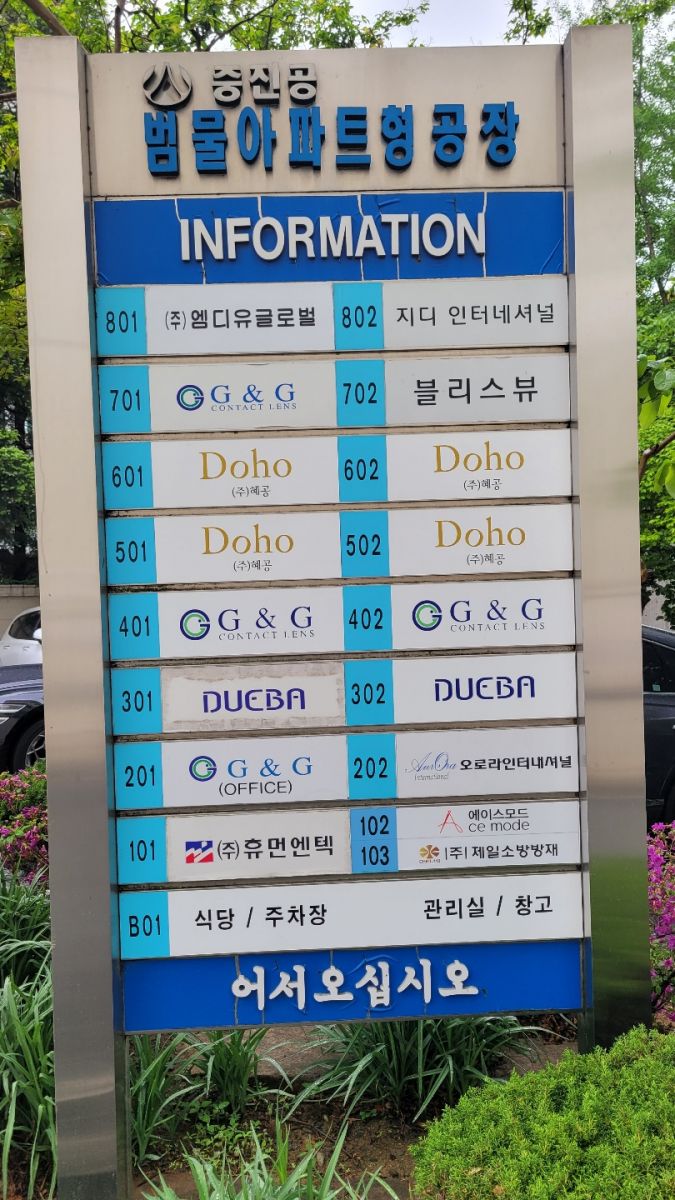 중진공
범물아파트형공장
INFORMATION
801 (주)엠디유글로벌 802 지디 인터네셔널
701 G & G CONTACT LENS 702 블리스뷰
601 Doho (주)혜공 602 Doho (주)혜공
501 Doho (주)혜공 502 Doho (주)혜공
401 G & G CONTACT LENS 402 G & G CONTACT LENS
301 DUEBA 302 DUEBA
201 G & G (OFFICE) 202 AurOra International 오로라인터내셔널
101 (주)휴먼엔텍 102 에이스모드 Ace mode
103 (주)제일소방방재
B01 식당 / 주차장 관리실 / 창고
어서오십시오